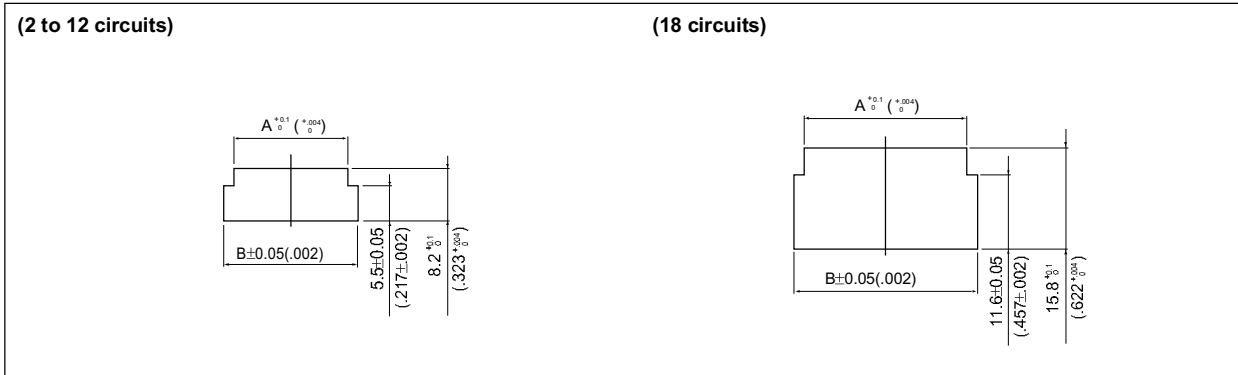 (2 to 12 circuits)
A +0.1 0 ( +.004 0 )
B±0.05(.002)
5.5±0.05
(.217±.002)
8.2 +0.1 0
(.323 +.004 0 )
(18 circuits)
A +0.1 0 ( +.004 0 )
B±0.05(.002)
11.6±0.05
(.457±.002)
15.8 +0.1 0
(.622 +.004 0 )